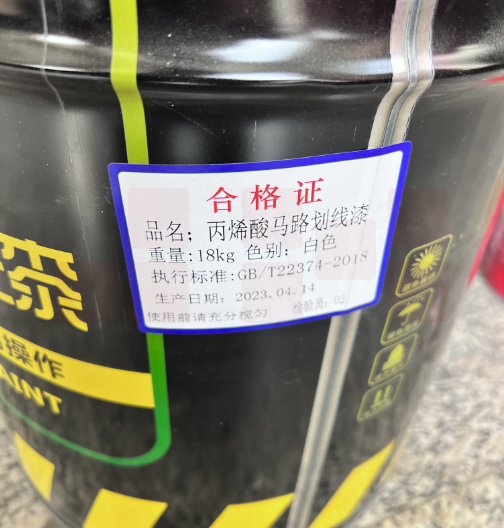 合格证
品名；丙烯酸马路划线漆
重量:18kg 色别：白色
执行标准:GB/T22374-2018
生产日期：2023.04.14
使用前请充分搅匀 检验员：02
漆
操作
AINT